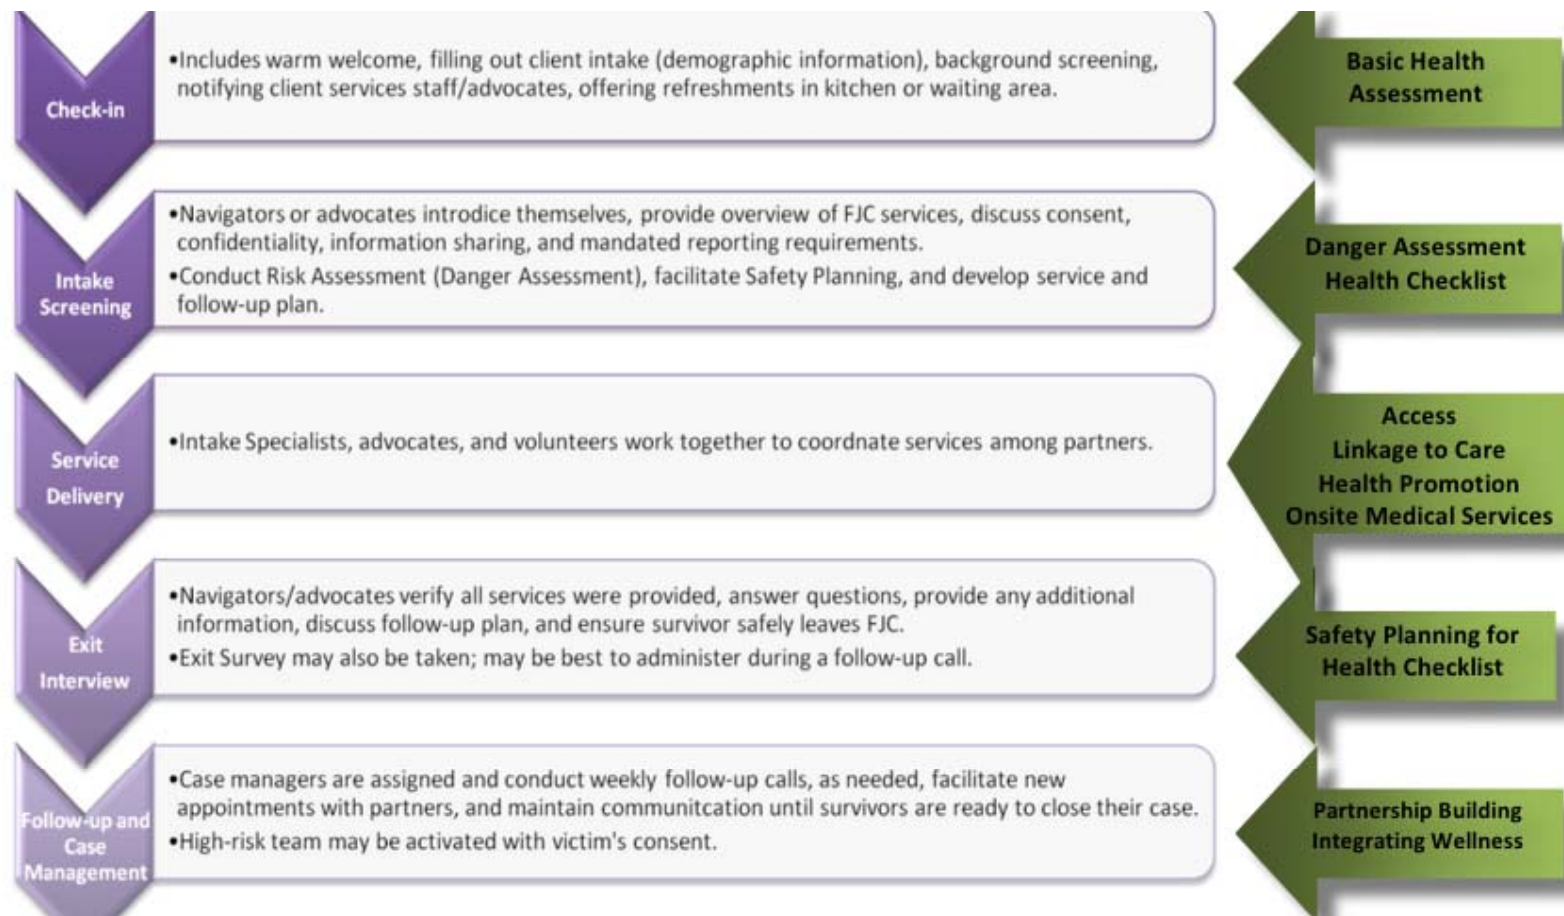 Check-in
•Includes warm welcome, filling out client intake (demographic information), background screening,
notifying client services staff/advocates, offering refreshments in kitchen or waiting area.
Basic Health
Assessment
Intake
Screening
•Navigators or advocates introdice themselves, provide overview of FJC services, discuss consent,
confidentiality, information sharing, and mandated reporting requirements.
•Conduct Risk Assessment (Danger Assessment), facilitate Safety Planning, and develop service and
follow-up plan.
Danger Assessment
Health Checklist
Service
Delivery
•Intake Specialists, advocates, and volunteers work together to coordnate services among partners.
Access
Linkage to Care
Health Promotion
Onsite Medical Services
Exit
Interview
•Navigators/advocates verify all services were provided, answer questions, provide any additional
information, discuss follow-up plan, and ensure survivor safely leaves FJC.
•Exit Survey may also be taken; may be best to administer during a follow-up call.
Safety Planning for
Health Checklist
Follow-up and
Case
Management
•Case managers are assigned and conduct weekly follow-up calls, as needed, facilitate new
appointments with partners, and maintain communitcation until survivors are ready to close their case.
•High-risk team may be activated with victim's consent.
Partnership Building
Integrating Wellness